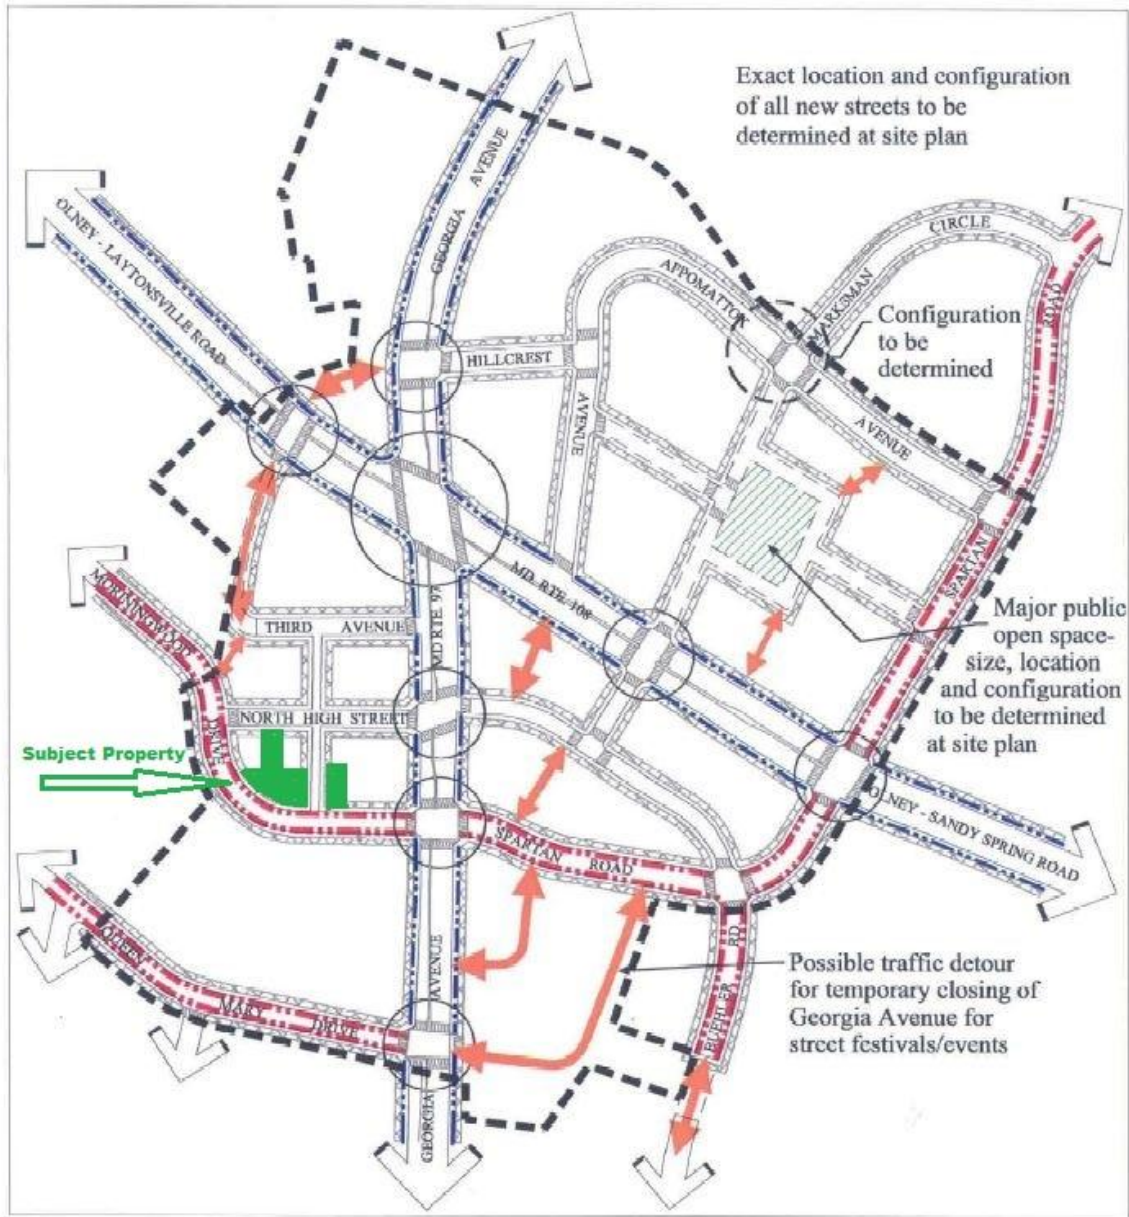 Exact location and configuration
of all new streets to be
determined at site plan
GEORGIA AVENUE
OLNEY - LAYTONSVILLE ROAD
CIRCLE
APPOMATTOX
MARKSMAN
ROAD
Configuration
to be
determined
HILLCREST
AVENUE
AVENUE
SPARTAN
MD RTE 108
MD RTE 97
MORNINGWOOD
THIRD AVENUE
Major public
open space-
size, location
and configuration
to be determined
at site plan
NORTH HIGH STREET
DRIVE
Subject Property
OLNEY - SANDY SPRING ROAD
SPARTAN ROAD
BUEHLER RD
AVENUE
QUEEN MARY DRIVE
Possible traffic detour
for temporary closing of
Georgia Avenue for
street festivals/events
GEORGIA